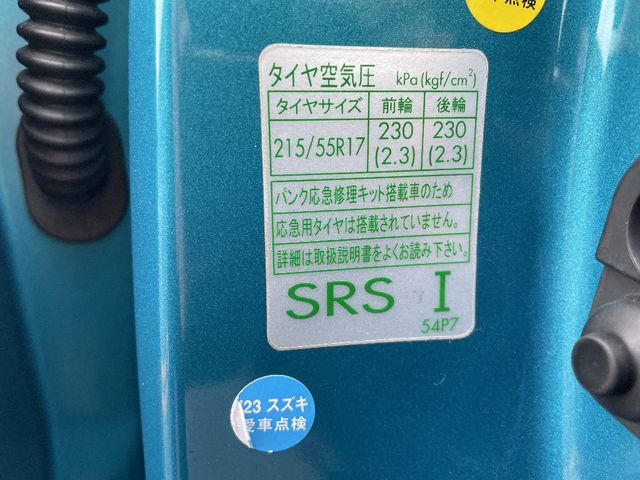 点検
タイヤ空気圧 kPa (kgf/cm²)
タイヤサイズ 前輪 後輪
215/55R17 230 (2.3) 230 (2.3)
パンク応急修理キット搭載車のため
応急用タイヤは搭載されていません。
詳細は取扱説明書をよくお読み下さい。
SRS I
54P7
'23 スズキ
愛車点検